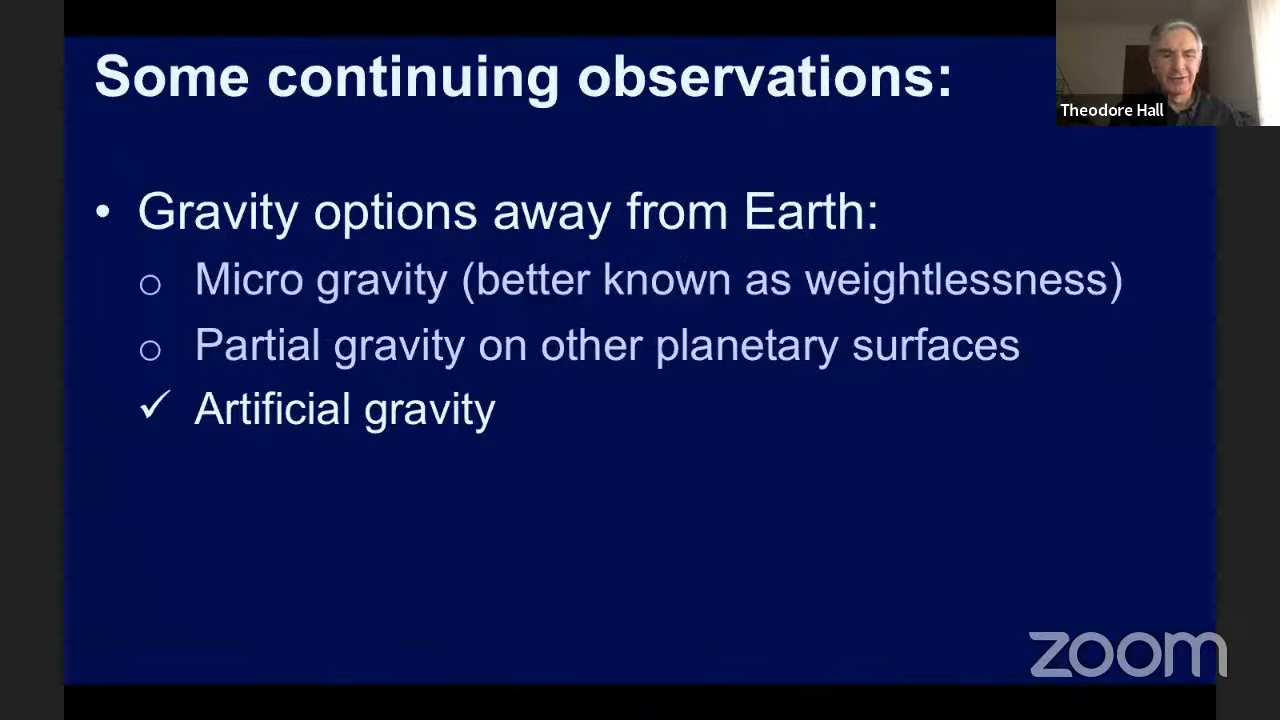 Some continuing observations:
Theodore Hall
• Gravity options away from Earth:
o Micro gravity (better known as weightlessness)
o Partial gravity on other planetary surfaces
✓ Artificial gravity
zoom